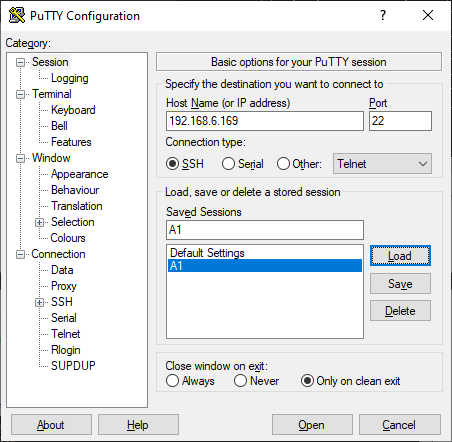 PuTTY Configuration
?
Category:
Session
Logging
Terminal
Keyboard
Bell
Features
Window
Appearance
Behaviour
Translation
Selection
Colours
Connection
Data
Proxy
SSH
Serial
Telnet
Rlogin
SUPDUP
Basic options for your PuTTY session
Specify the destination you want to connect to
Host Name (or IP address) Port
192.168.6.169 22
Connection type:
SSH Serial Other: Telnet
Load, save or delete a stored session
Saved Sessions
A1
Default Settings
A1
Load
Save
Delete
Close window on exit:
Always Never Only on clean exit
About Help Open Cancel